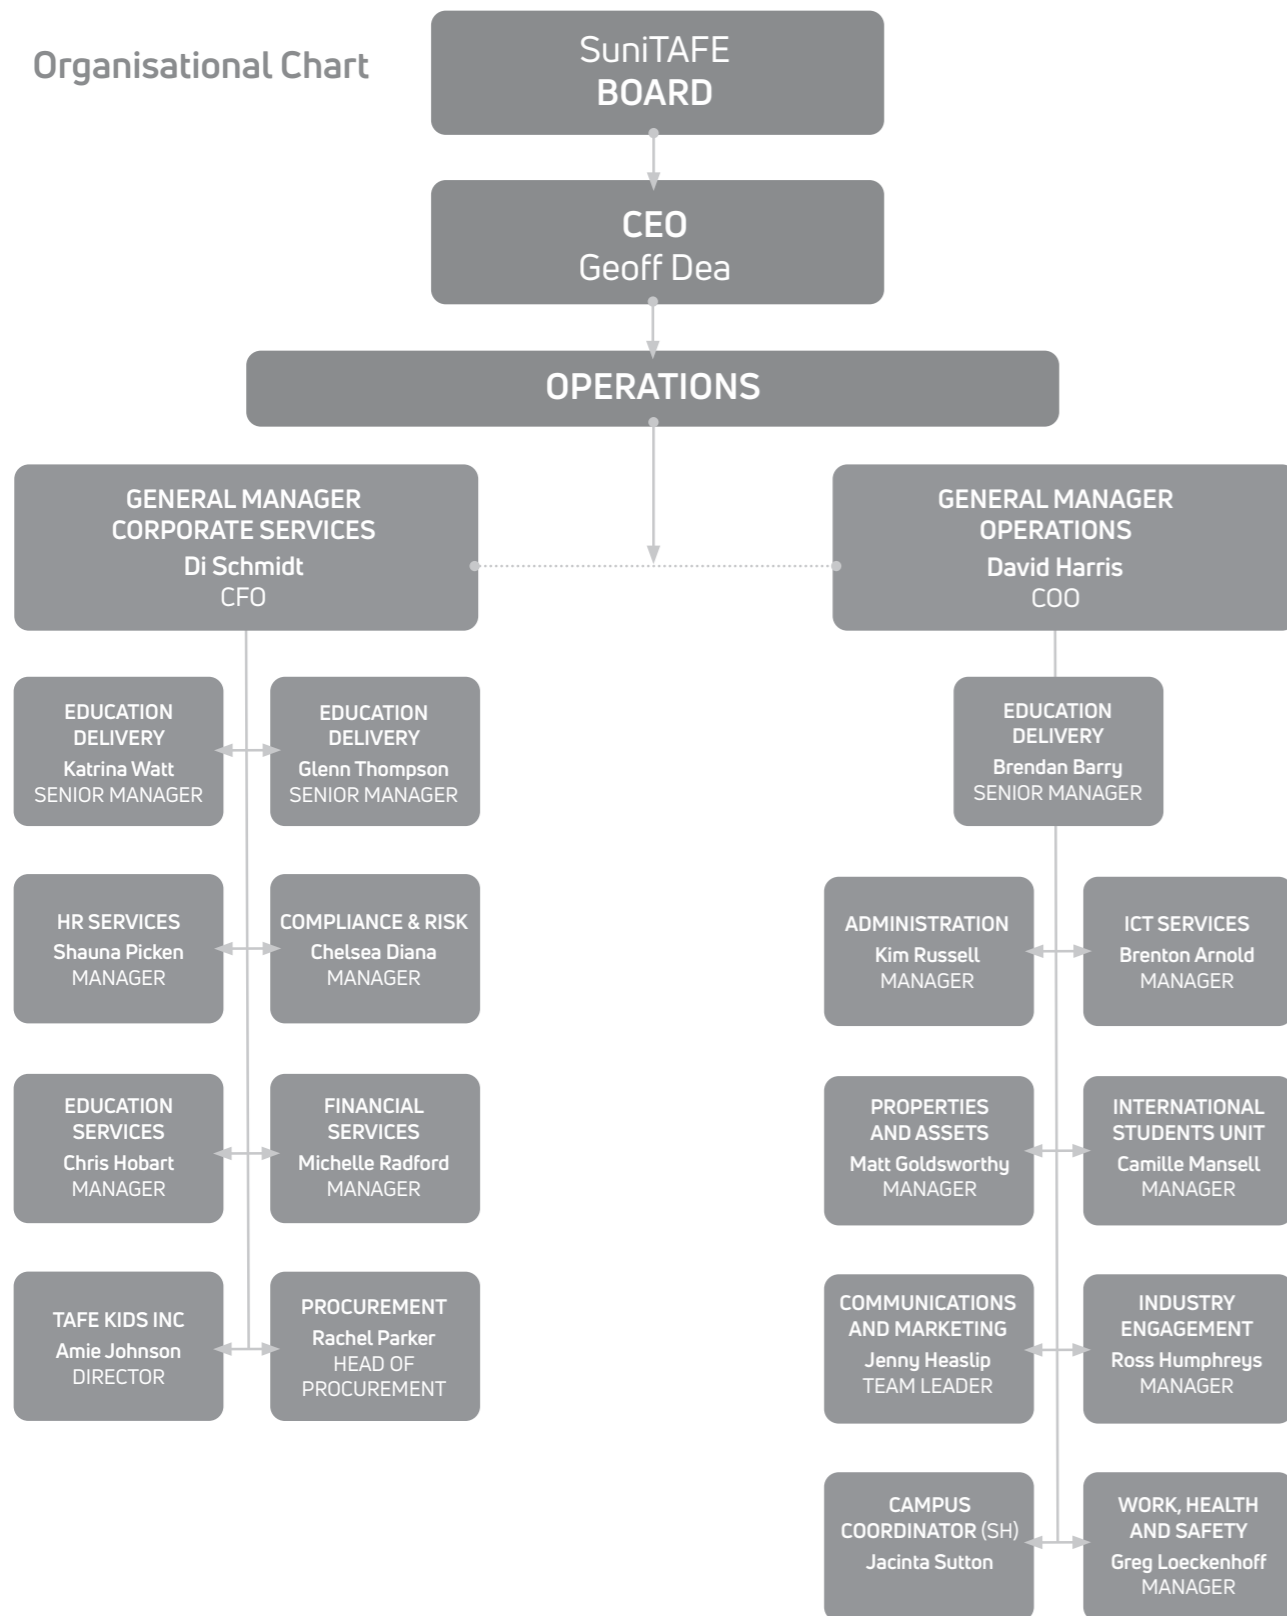 Organisational Chart
SuniTAFE
BOARD
CEO
Geoff Dea
OPERATIONS
GENERAL MANAGER
CORPORATE SERVICES
Di Schmidt
CFO
GENERAL MANAGER
OPERATIONS
David Harris
COO
EDUCATION
DELIVERY
Katrina Watt
SENIOR MANAGER
EDUCATION
DELIVERY
Glenn Thompson
SENIOR MANAGER
EDUCATION
DELIVERY
Brendan Barry
SENIOR MANAGER
HR SERVICES
Shauna Picken
MANAGER
COMPLIANCE & RISK
Chelsea Diana
MANAGER
ADMINISTRATION
Kim Russell
MANAGER
ICT SERVICES
Brenton Arnold
MANAGER
EDUCATION
SERVICES
Chris Hobart
MANAGER
FINANCIAL
SERVICES
Michelle Radford
MANAGER
PROPERTIES
AND ASSETS
Matt Goldsworthy
MANAGER
INTERNATIONAL
STUDENTS UNIT
Camille Mansell
MANAGER
TAFE KIDS INC
Amie Johnson
DIRECTOR
PROCUREMENT
Rachel Parker
HEAD OF
PROCUREMENT
COMMUNICATIONS
AND MARKETING
Jenny Heaslip
TEAM LEADER
INDUSTRY
ENGAGEMENT
Ross Humphreys
MANAGER
CAMPUS
COORDINATOR (SH)
Jacinta Sutton
WORK, HEALTH
AND SAFETY
Greg Loeckenhoff
MANAGER